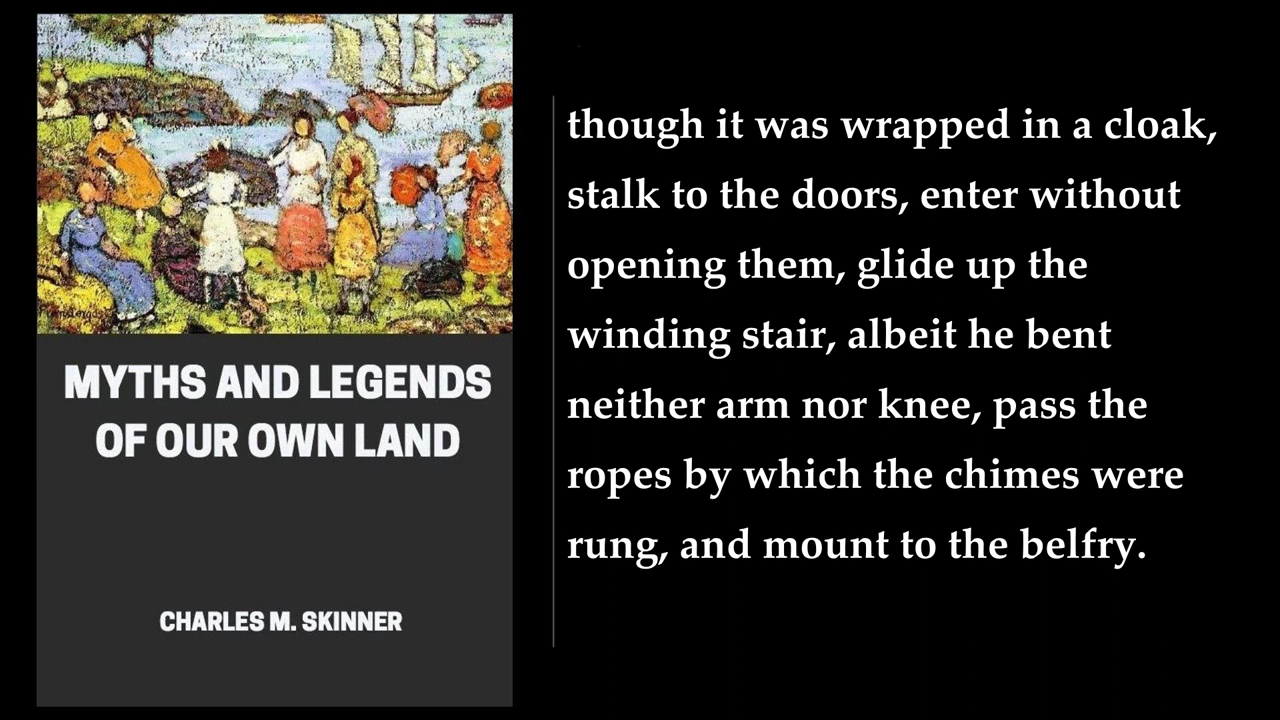 MYTHS AND LEGENDS
OF OUR OWN LAND
CHARLES M. SKINNER
though it was wrapped in a cloak,
stalk to the doors, enter without
opening them, glide up the
winding stair, albeit he bent
neither arm nor knee, pass the
ropes by which the chimes were
rung, and mount to the belfry.